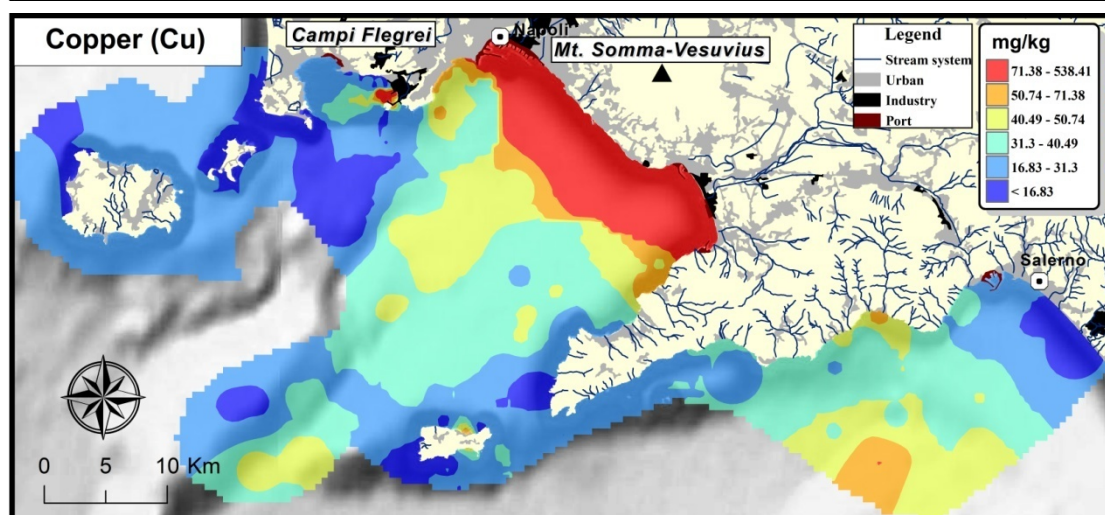 Copper (Cu)
Campi Flegrei
Napoli
Mt. Somma-Vesuvius
Legend
Stream system
Urban
Industry
Port
mg/kg
71.38 - 538.41
50.74 - 71.38
40.49 - 50.74
31.3 - 40.49
16.83 - 31.3
< 16.83
Salerno
0 5 10 Km